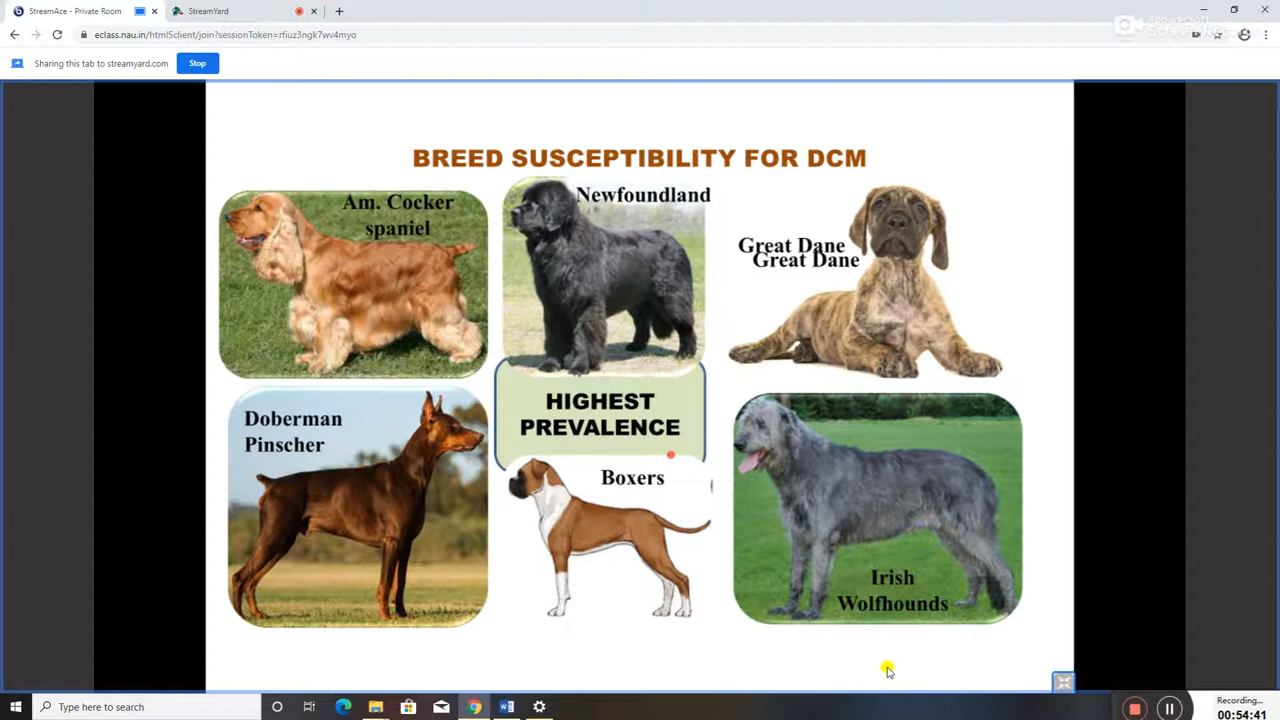 StreamAce - Private Room
StreamYard
eclass.nau.in/html5client/join?sessionToken=rfiuz3ngk7wv4myo
Sharing this tab to streamyard.com
Stop
BREED SUSCEPTIBILITY FOR DCM
Am. Cocker
spaniel
Newfoundland
Great Dane
Great Dane
Doberman
Pinscher
HIGHEST
PREVALENCE
Boxers
Irish
Wolfhounds
Type here to search
Recording...
00:54:41